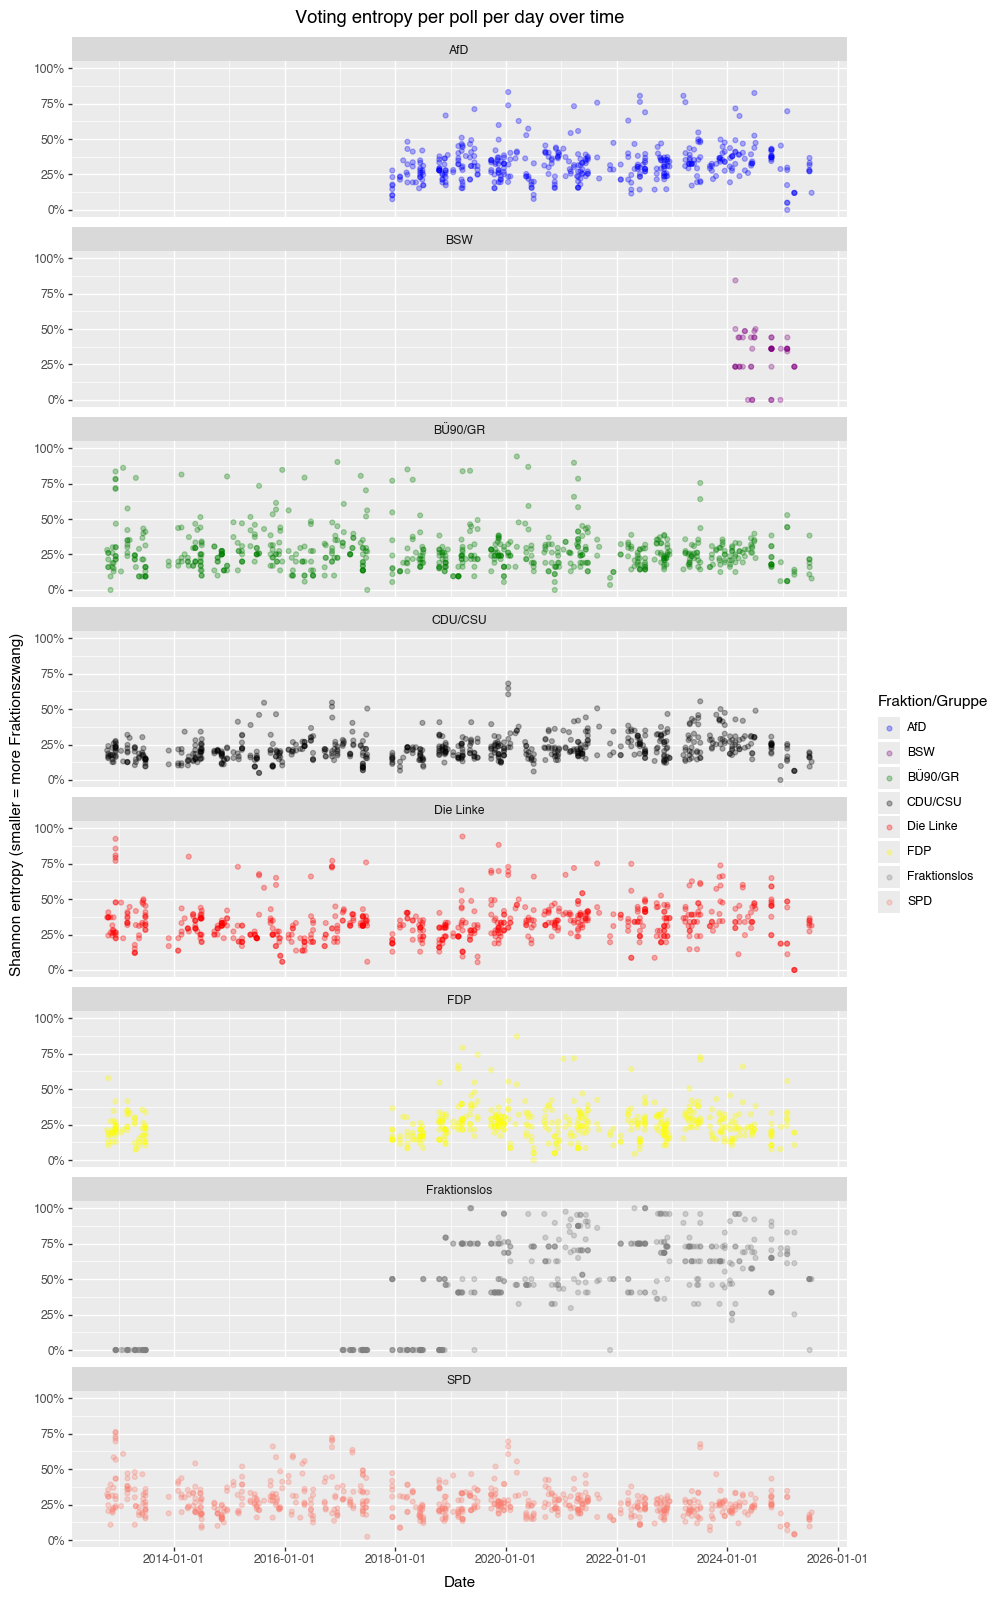 Voting entropy per poll per day over time
AfD
100%
75%
50%
25%
0%
BSW
100%
75%
50%
25%
0%
BÜ90/GR
100%
75%
50%
25%
0%
CDU/CSU
100%
75%
50%
25%
0%
Die Linke
100%
75%
50%
25%
0%
FDP
100%
75%
50%
25%
0%
Fraktionslos
100%
75%
50%
25%
0%
SPD
100%
75%
50%
25%
0%
2014-01-01 2016-01-01 2018-01-01 2020-01-01 2022-01-01 2024-01-01 2026-01-01
Date
Shannon entropy (smaller = more Fraktionszwang)
Fraktion/Gruppe
AfD
BSW
BÜ90/GR
CDU/CSU
Die Linke
FDP
Fraktionslos
SPD